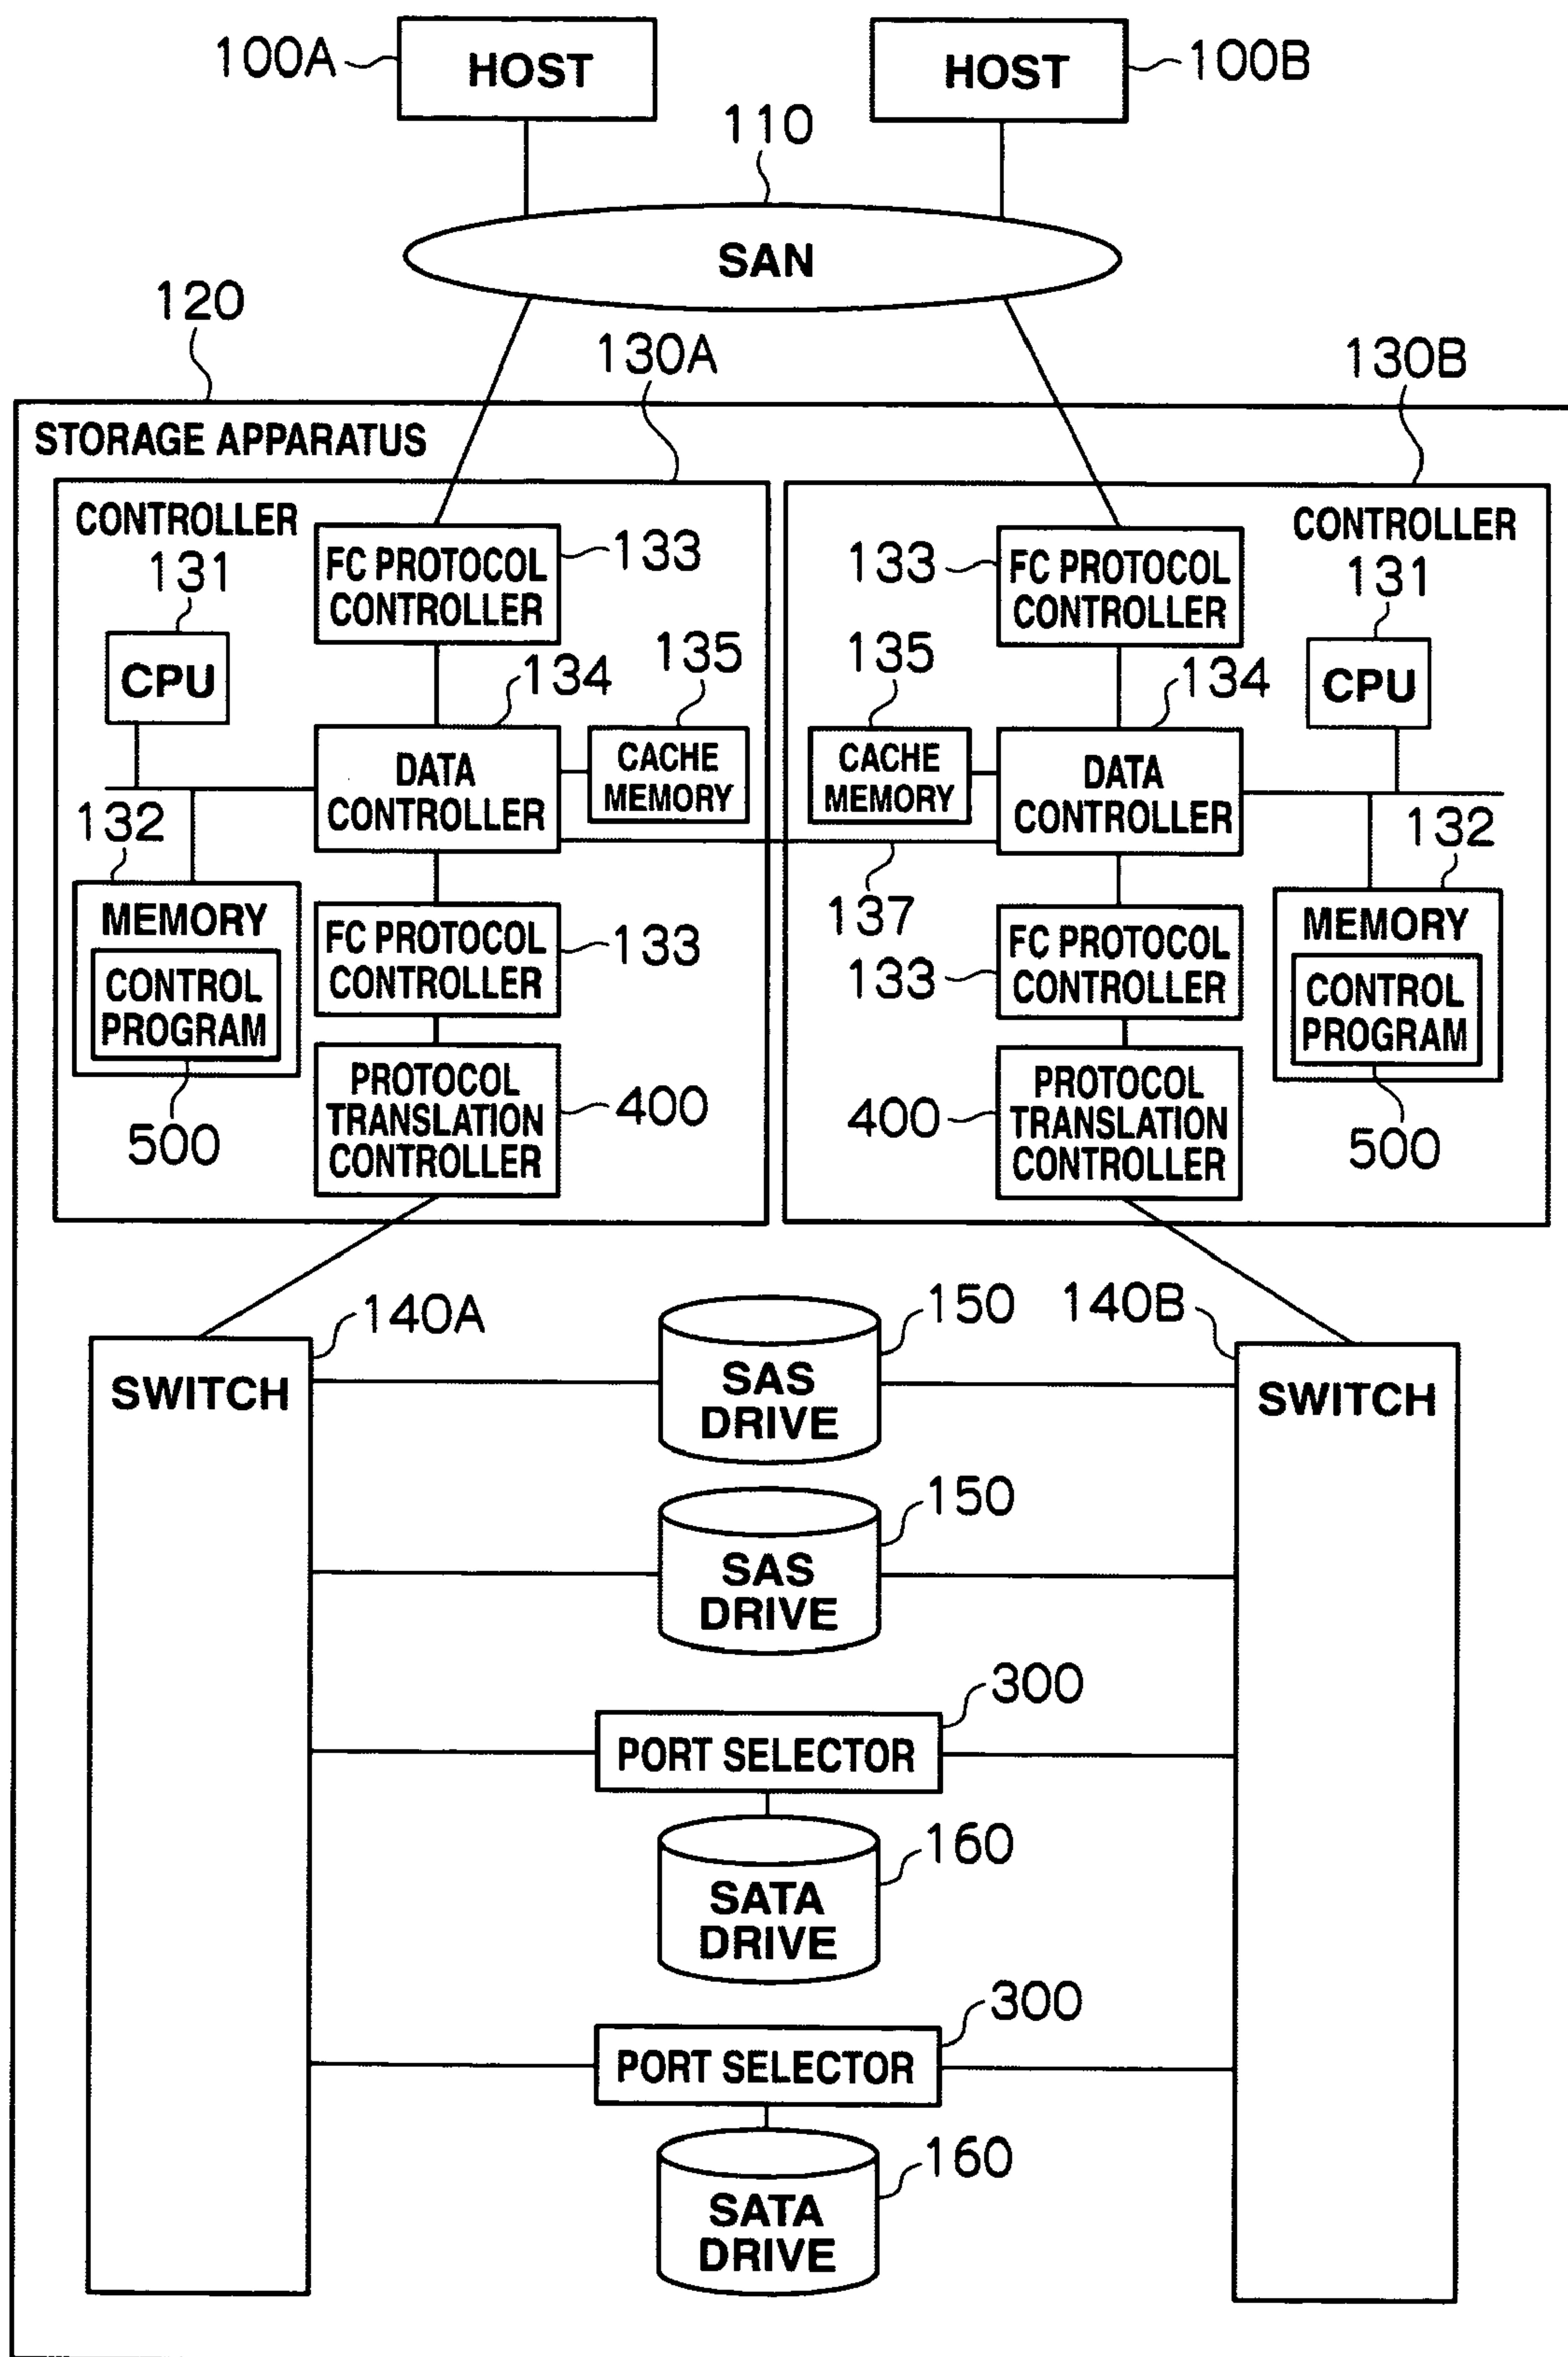 100A
HOST
HOST
100B
110
SAN
120
130A
130B
STORAGE APPARATUS
CONTROLLER
131
CPU
FC PROTOCOL
CONTROLLER
133
134
135
DATA
CONTROLLER
CACHE
MEMORY
132
MEMORY
CONTROL
PROGRAM
500
FC PROTOCOL
CONTROLLER
133
PROTOCOL
TRANSLATION
CONTROLLER
400
137
CONTROLLER
131
CPU
133
FC PROTOCOL
CONTROLLER
135
134
CACHE
MEMORY
DATA
CONTROLLER
132
MEMORY
CONTROL
PROGRAM
500
133
FC PROTOCOL
CONTROLLER
400
PROTOCOL
TRANSLATION
CONTROLLER
140A
SWITCH
150
SAS
DRIVE
140B
SWITCH
150
SAS
DRIVE
300
PORT SELECTOR
160
SATA
DRIVE
300
PORT SELECTOR
160
SATA
DRIVE